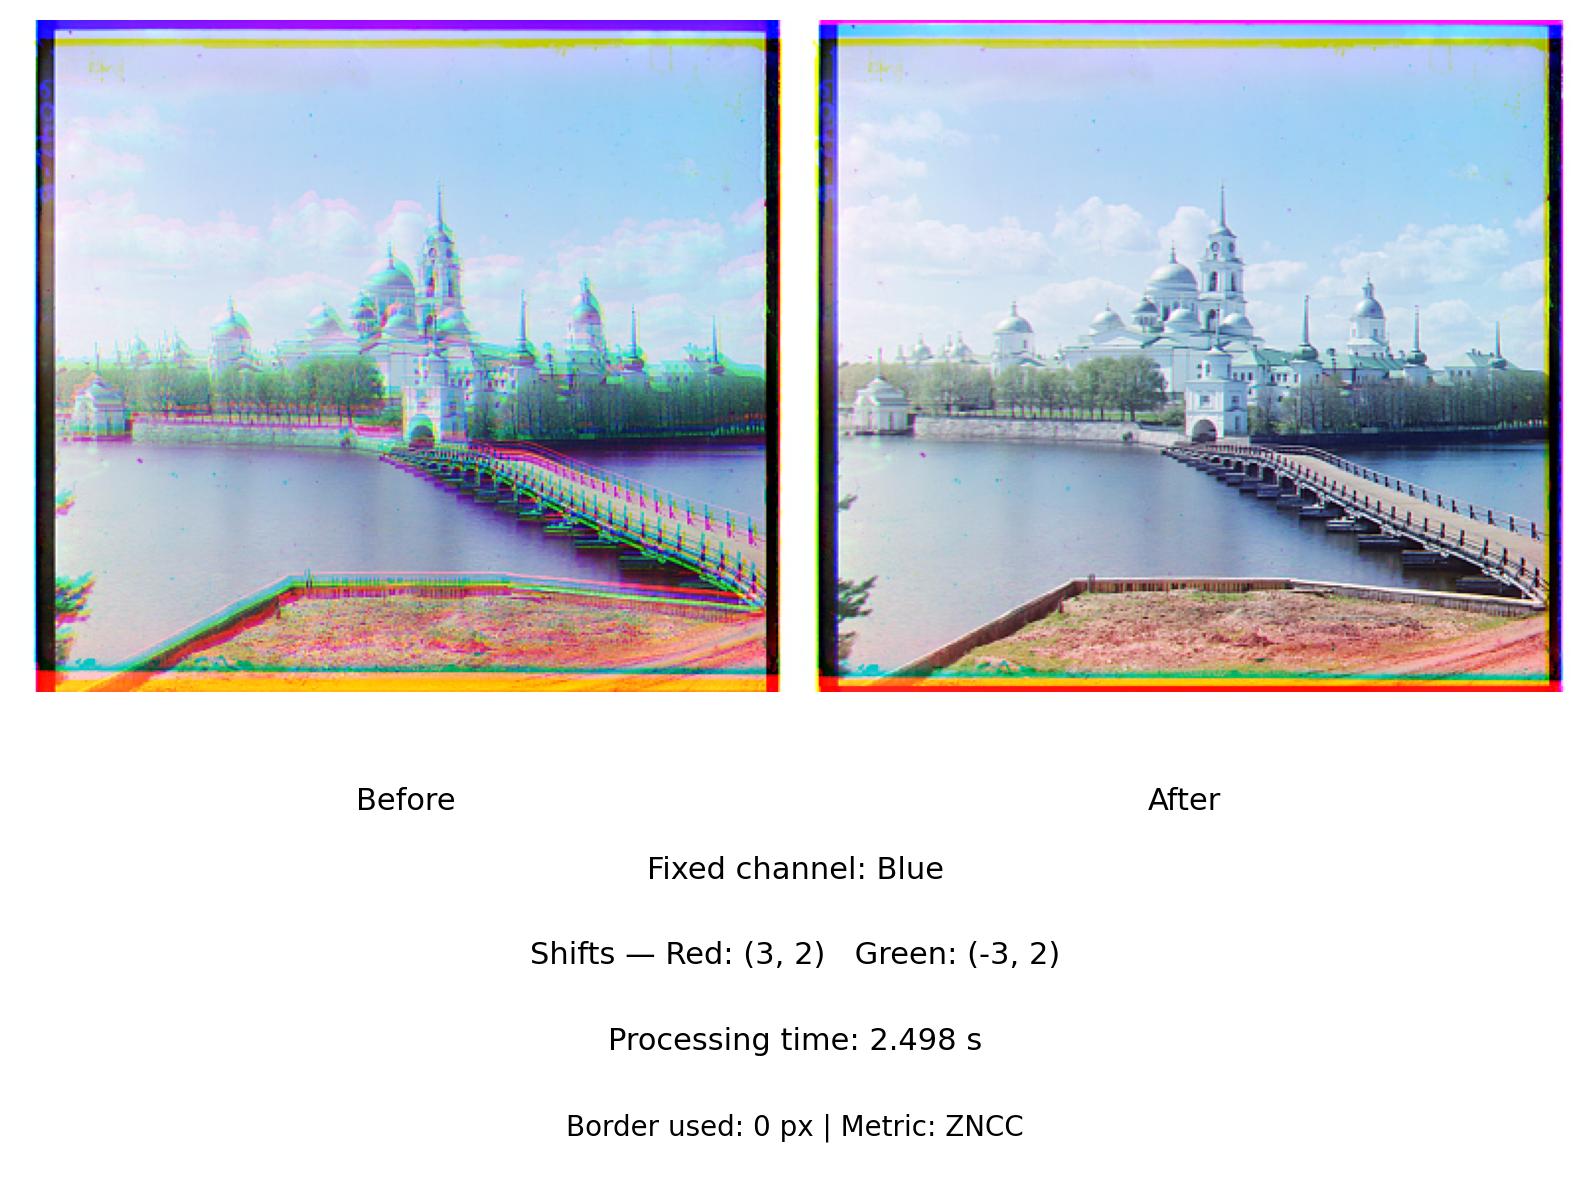 Before
After
Fixed channel: Blue
Shifts — Red: (3, 2)   Green: (-3, 2)
Processing time: 2.498 s
Border used: 0 px | Metric: ZNCC